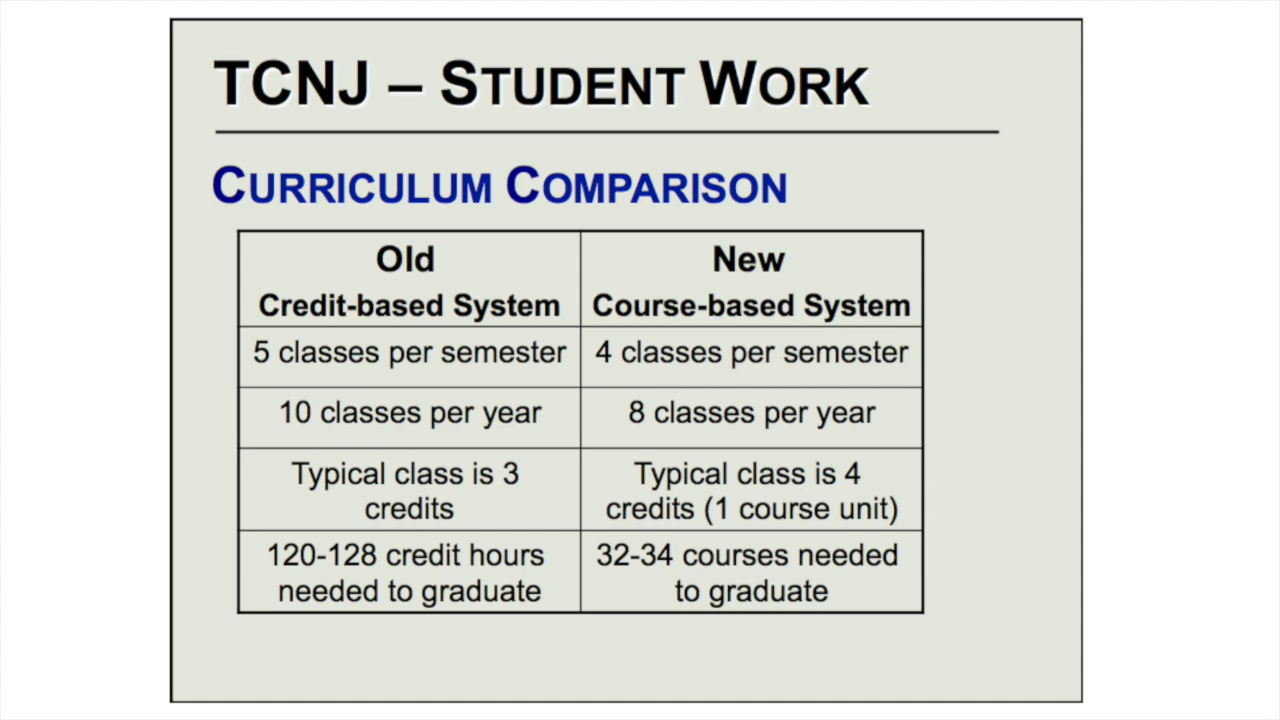 TCNJ – STUDENT WORK
CURRICULUM COMPARISON
Old
Credit-based System
New
Course-based System
5 classes per semester
4 classes per semester
10 classes per year
8 classes per year
Typical class is 3
credits
Typical class is 4
credits (1 course unit)
120-128 credit hours
needed to graduate
32-34 courses needed
to graduate